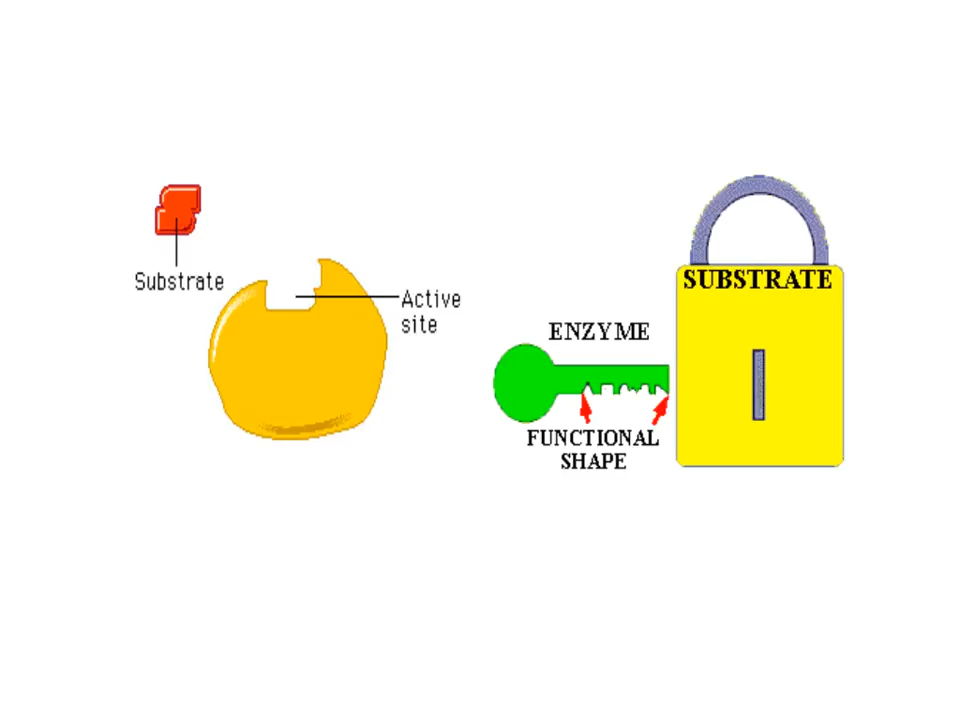 Substrate
Active
site
SUBSTRATE
ENZYME
FUNCTIONAL
SHAPE